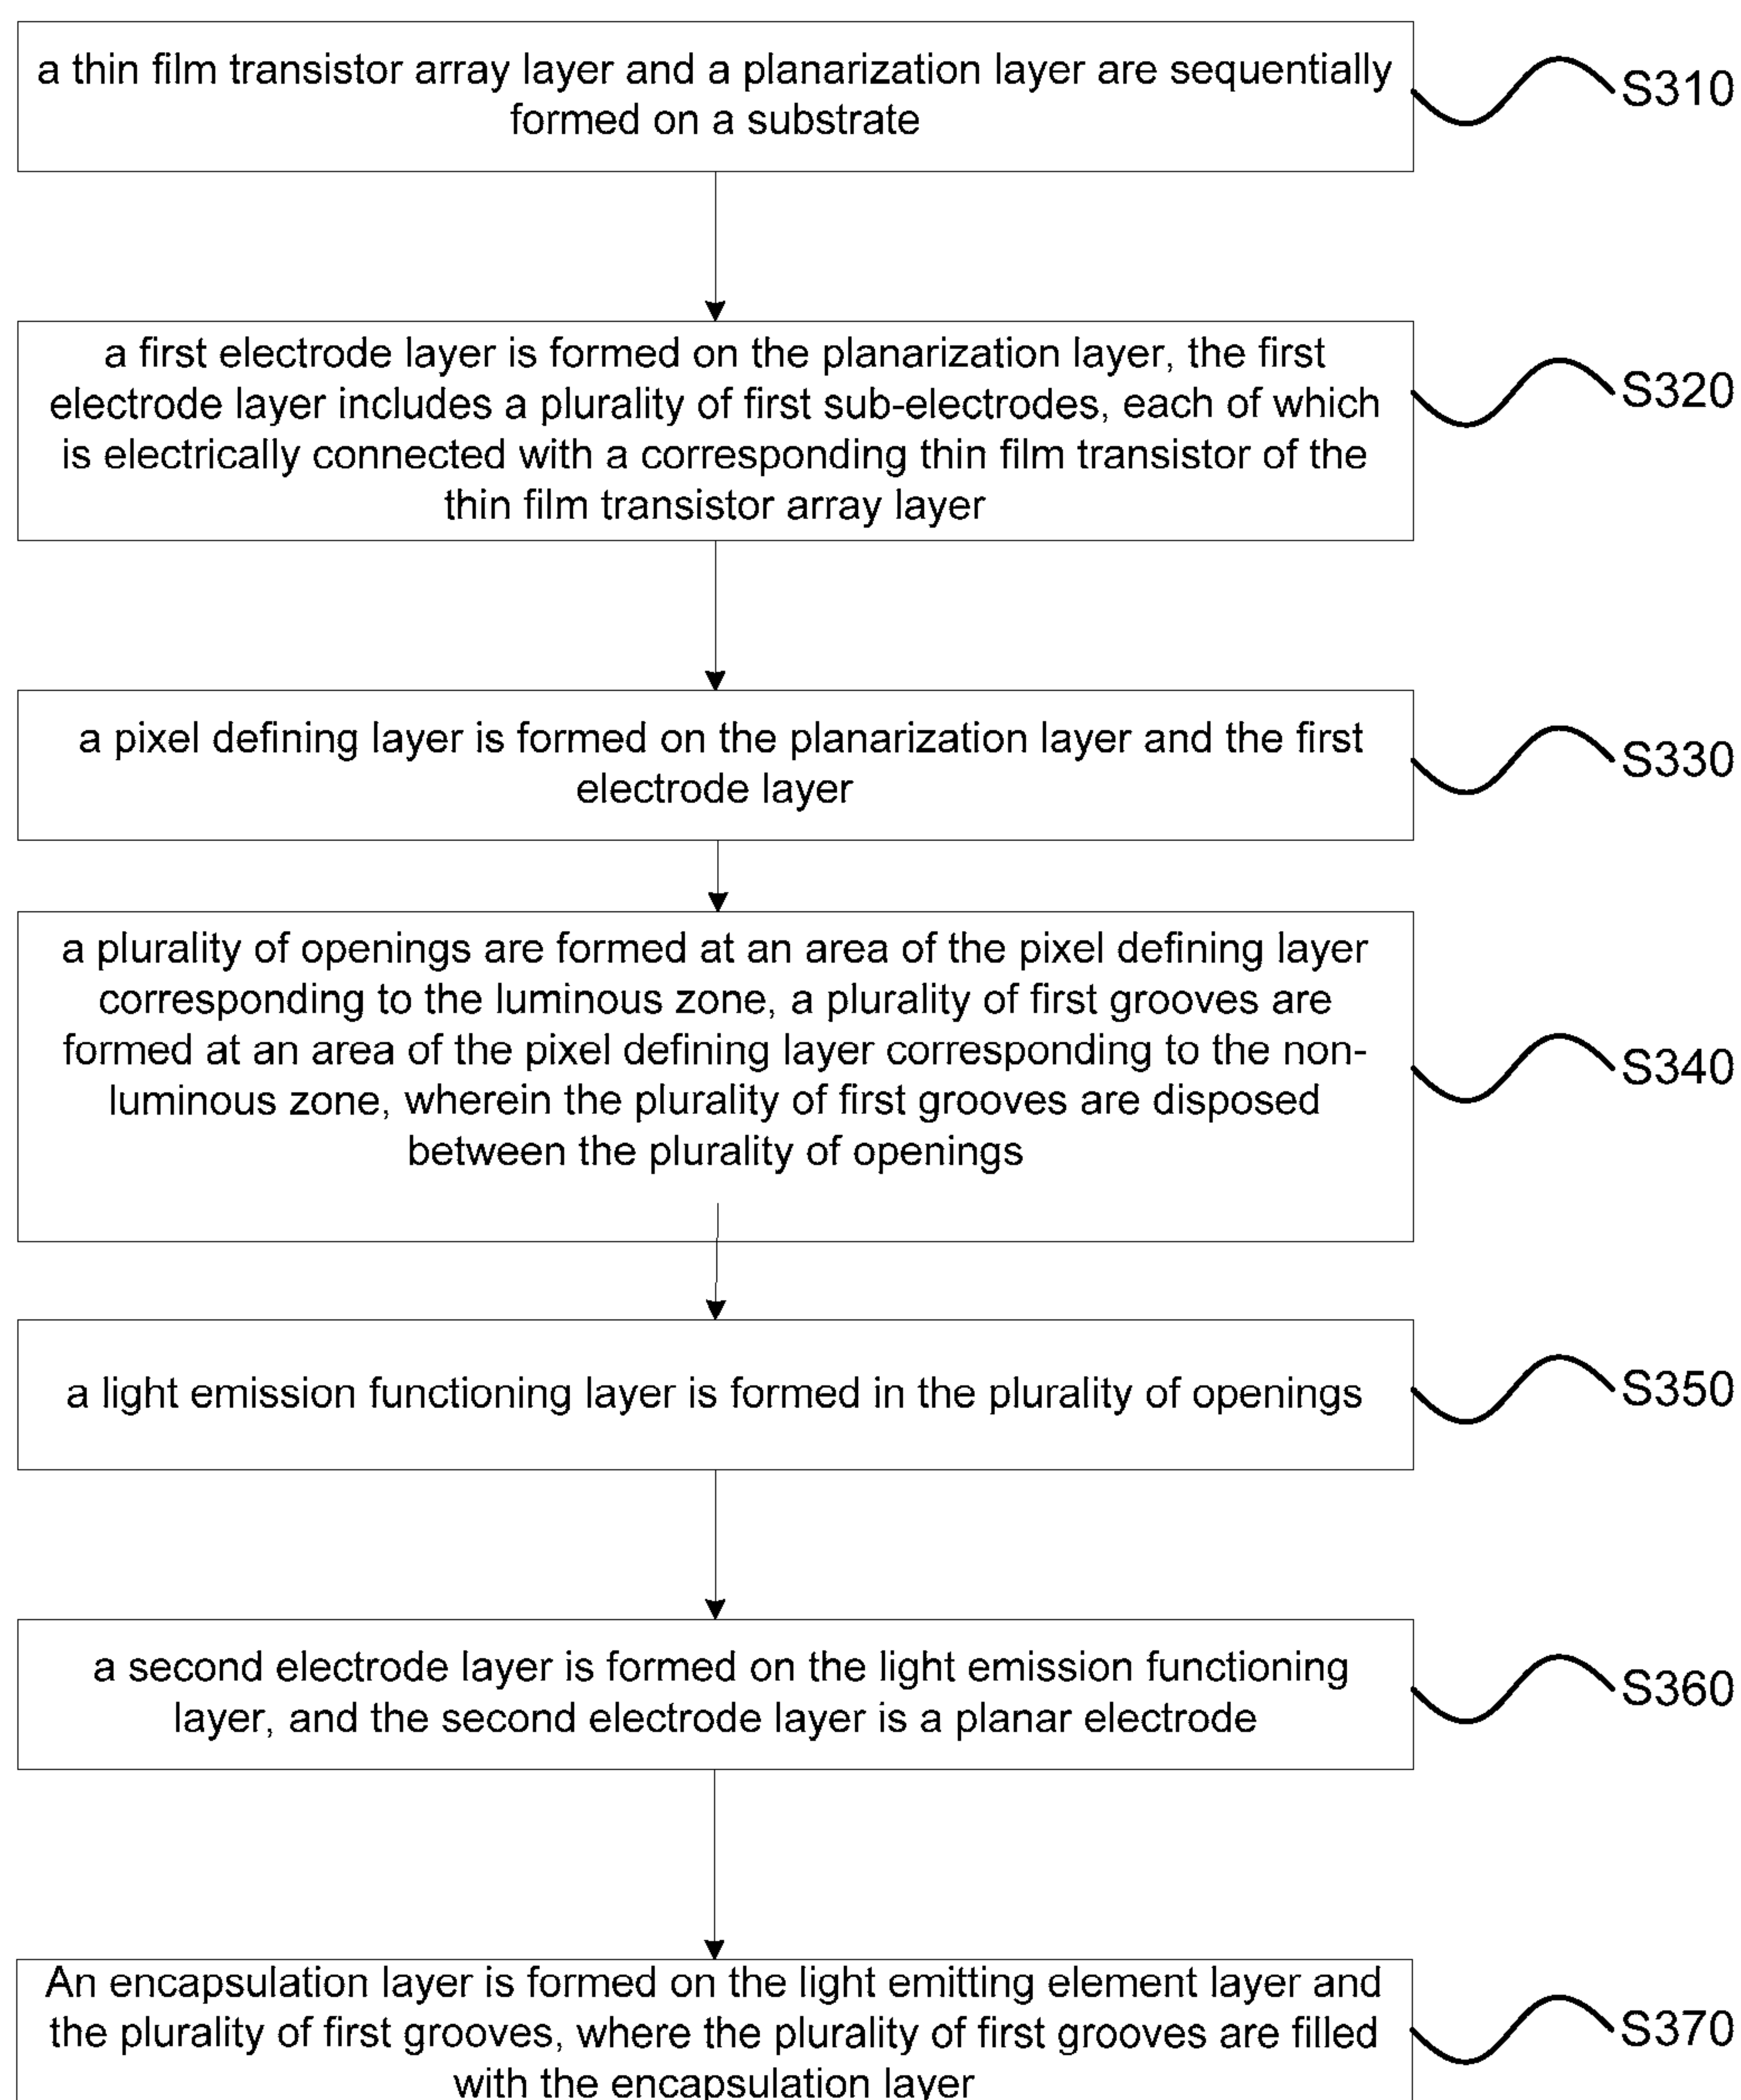 a thin film transistor array layer and a planarization layer are sequentially
formed on a substrate
S310
a first electrode layer is formed on the planarization layer, the first
electrode layer includes a plurality of first sub-electrodes, each of which
is electrically connected with a corresponding thin film transistor of the
thin film transistor array layer
S320
a pixel defining layer is formed on the planarization layer and the first
electrode layer
S330
a plurality of openings are formed at an area of the pixel defining layer
corresponding to the luminous zone, a plurality of first grooves are
formed at an area of the pixel defining layer corresponding to the non-
luminous zone, wherein the plurality of first grooves are disposed
between the plurality of openings
S340
a light emission functioning layer is formed in the plurality of openings
S350
a second electrode layer is formed on the light emission functioning
layer, and the second electrode layer is a planar electrode
S360
An encapsulation layer is formed on the light emitting element layer and
the plurality of first grooves, where the plurality of first grooves are filled
with the encapsulation layer
S370